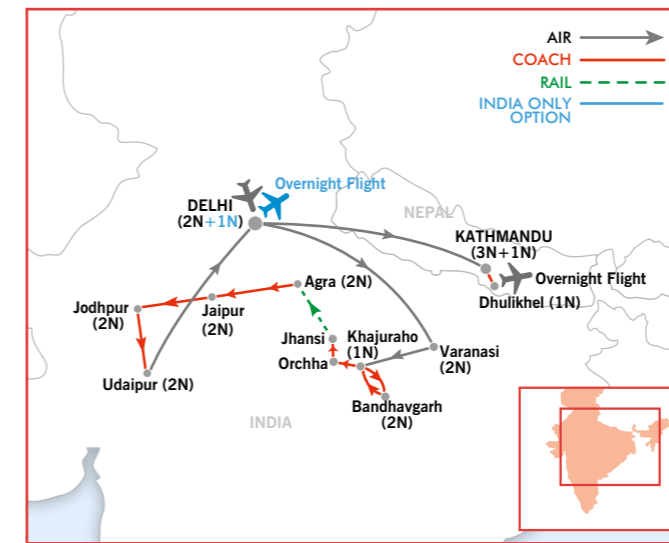 AIR
COACH
RAIL
INDIA ONLY
OPTION
Overnight Flight
DELHI
(2N+1N)
NEPAL
KATHMANDU
(3N+1N)
Overnight Flight
Dhulikhel (1N)
Agra (2N)
Jodhpur
(2N)
Jaipur
(2N)
Jhansi
Khajuraho
(1N)
Orchha
Varanasi
(2N)
Udaipur (2N)
Bandhavgarh
(2N)
INDIA